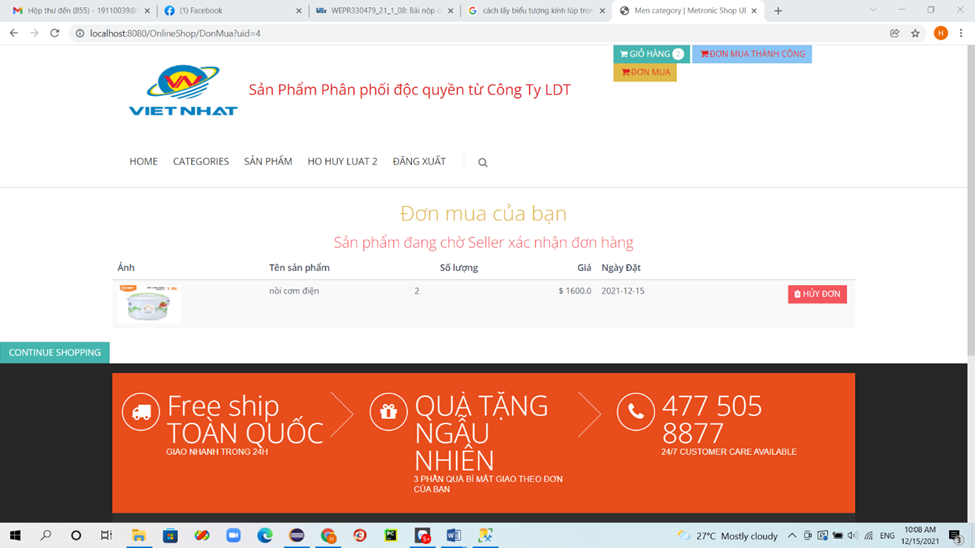 Hộp thư đến (855) - 19110039@
(1) Facebook
WEPR330479_21_1_08: Bài nộp c
cách lấy biểu tượng kính lúp tron
Men category | Metronic Shop UI
localhost:8080/OnlineShop/DonMua?uid=4
H
GIỎ HÀNG 2
ĐƠN MUA THÀNH CÔNG
ĐƠN MUA
VIET NHAT
Sản Phẩm Phân phối độc quyền từ Công Ty LDT
HOME CATEGORIES SẢN PHẨM HO HUY LUAT 2 ĐĂNG XUẤT
Đơn mua của bạn
Sản phẩm đang chờ Seller xác nhận đơn hàng
Ảnh Tên sản phẩm Số lượng Giá Ngày Đặt
nồi cơm điện 2 $ 1600.0 2021-12-15 HỦY ĐƠN
CONTINUE SHOPPING
Free ship
TOÀN QUỐC
GIAO NHANH TRONG 24H
QUÀ TẶNG
NGẪU
NHIÊN
3 PHẦN QUÀ BÍ MẬT GIAO THEO ĐƠN
CỦA BẠN
477 505
8877
24/7 CUSTOMER CARE AVAILABLE
27°C Mostly cloudy
ENG
10:08 AM
12/15/2021
3